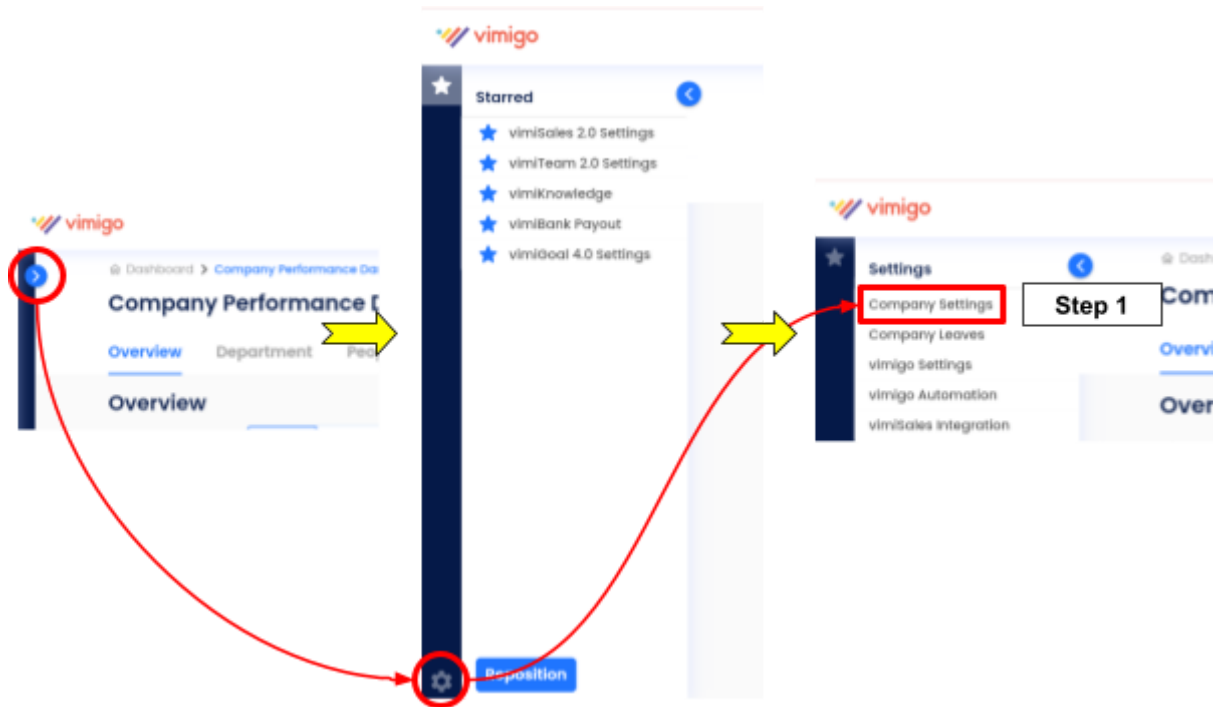 vimigo
Dashboard > Company Performance Da
Company Performance D
Overview Department Peo
Overview
vimigo
Starred
vimiSales 2.0 Settings
vimiTeam 2.0 Settings
vimiKnowledge
vimiBank Payout
vimiGoal 4.0 Settings
Reposition
vimigo
Settings
Company Settings
Company Leaves
vimigo Settings
vimigo Automation
vimiSales Integration
Step 1
Dash
Com
Overvi
Over